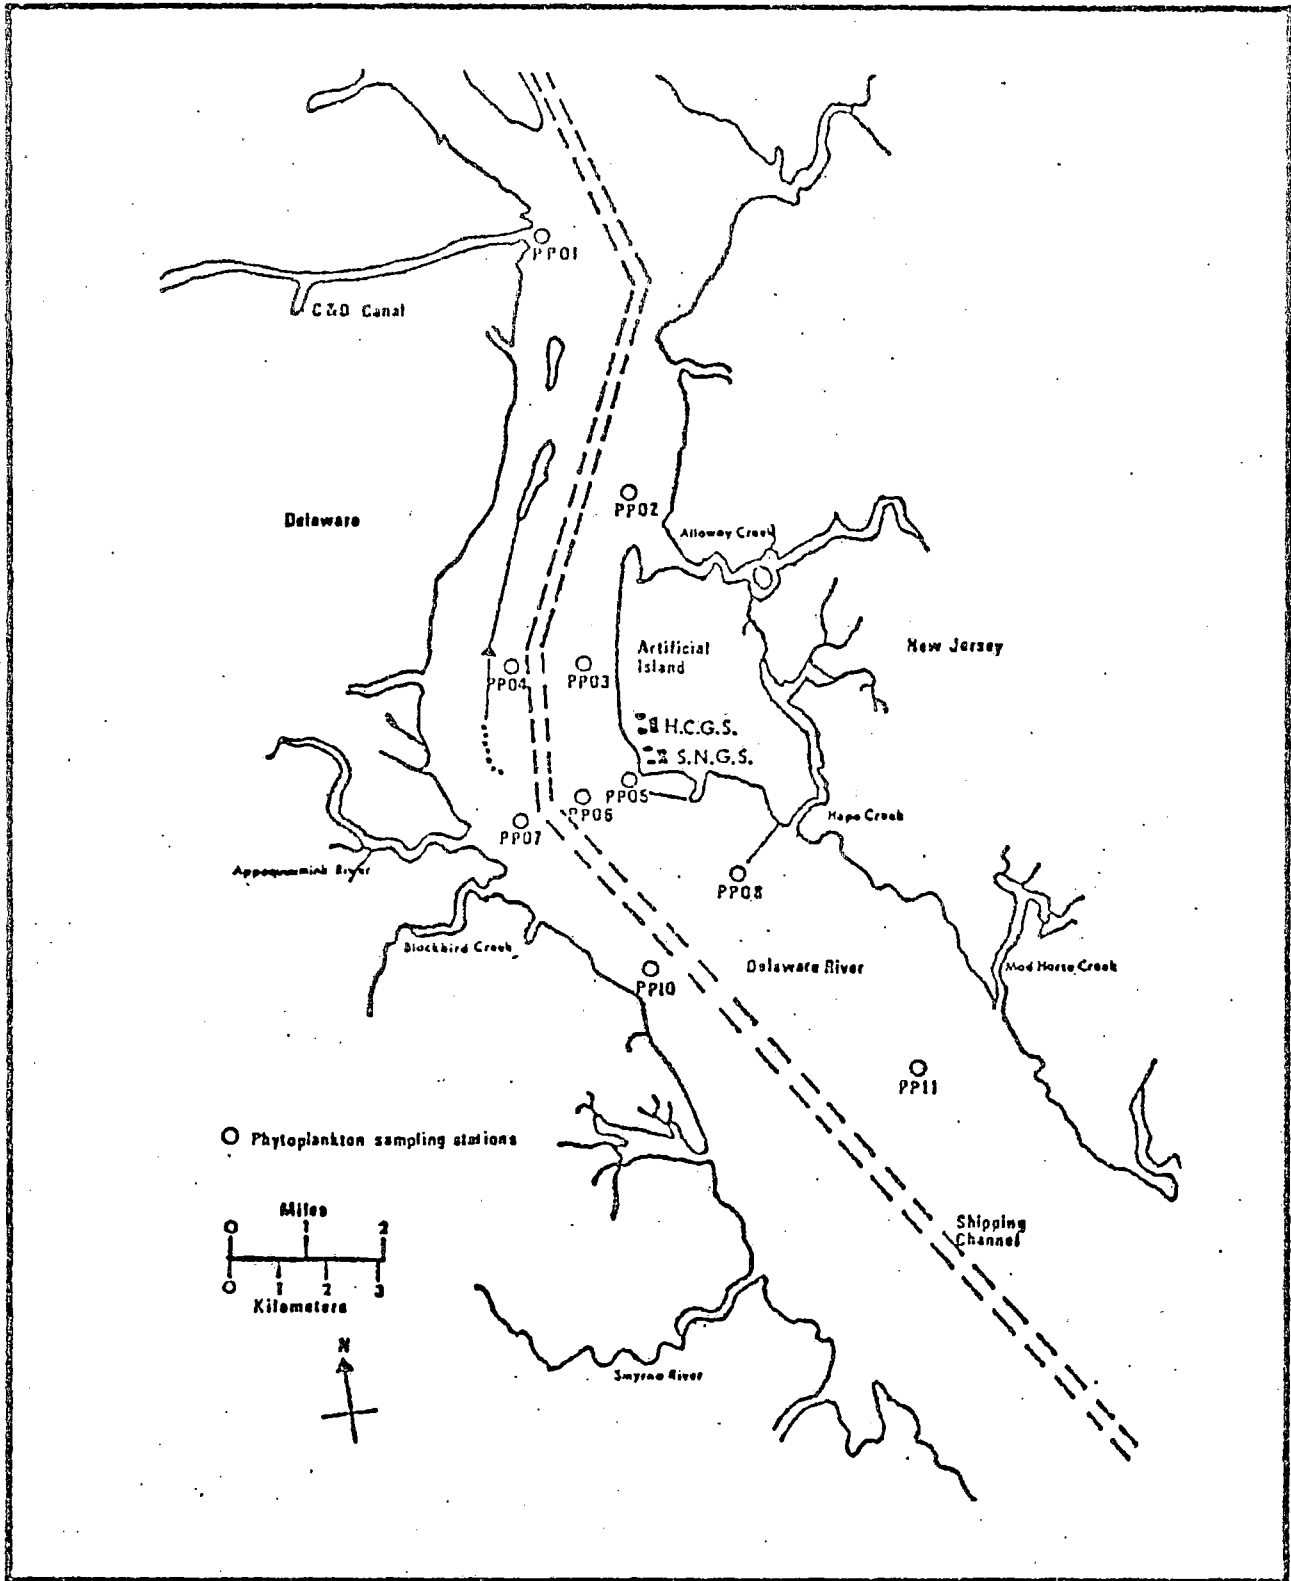 PP01
C&D Canal
PP02
Delaware
Alloway Creek
Artificial
Island
New Jersey
PP04
PP03
H.C.G.S.
S.N.G.S.
PP05
PP06
PP07
Hope Creek
Appoquinimink River
PP08
Blackbird Creek
Delaware River
Mad Horse Creek
PP10
PP11
Phytoplankton sampling stations
Miles
0 1 2
0 1 2 3
Kilometers
Shipping
Channel
N
Smyrna River